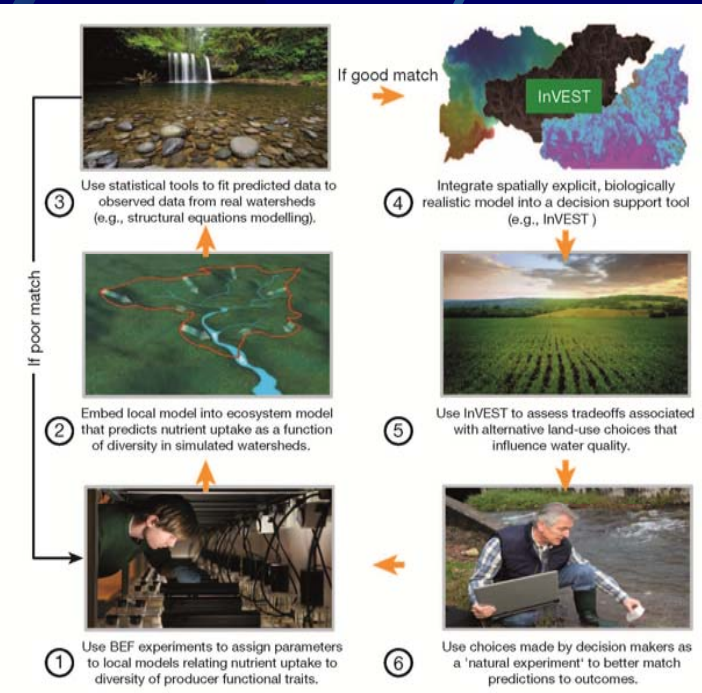 If good match
InVEST
3
Use statistical tools to fit predicted data to
observed data from real watersheds
(e.g., structural equations modelling).
4
Integrate spatially explicit, biologically
realistic model into a decision support tool
(e.g., InVEST )
If poor match
2
Embed local model into ecosystem model
that predicts nutrient uptake as a function
of diversity in simulated watersheds.
5
Use InVEST to assess tradeoffs associated
with alternative land-use choices that
influence water quality.
1
Use BEF experiments to assign parameters
to local models relating nutrient uptake to
diversity of producer functional traits.
6
Use choices made by decision makers as
a 'natural experiment' to better match
predictions to outcomes.